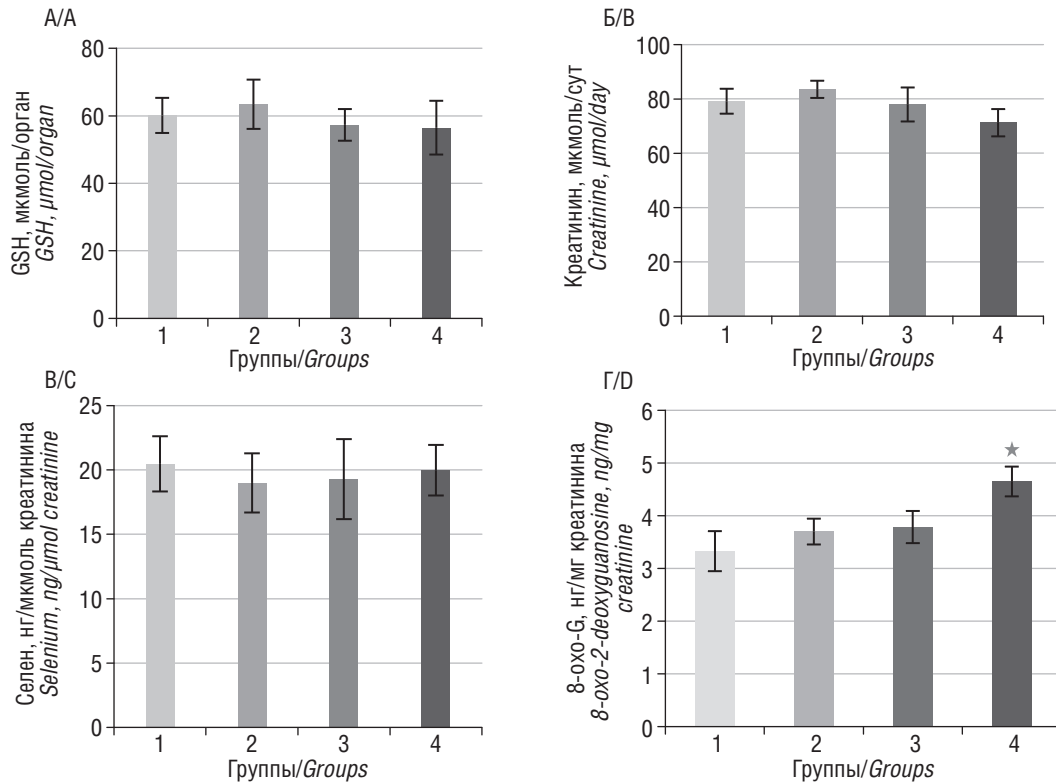 А/A
GSH, мкмоль/орган
GSH, µmol/organ
80
60
40
20
0
1 2 3 4
Группы/Groups
Б/B
Креатинин, мкмоль/сут
Creatinine, µmol/day
100
80
60
40
20
0
1 2 3 4
Группы/Groups
В/C
Селен, нг/мкмоль креатинина
Selenium, ng/µmol creatinine
25
20
15
10
5
0
1 2 3 4
Группы/Groups
Г/D
8-oxo-G, нг/мг креатинина
8-oxo-2-deoxyguanosine, ng/mg
creatinine
6
5
4
3
2
1
0
1 2 3 4
Группы/Groups